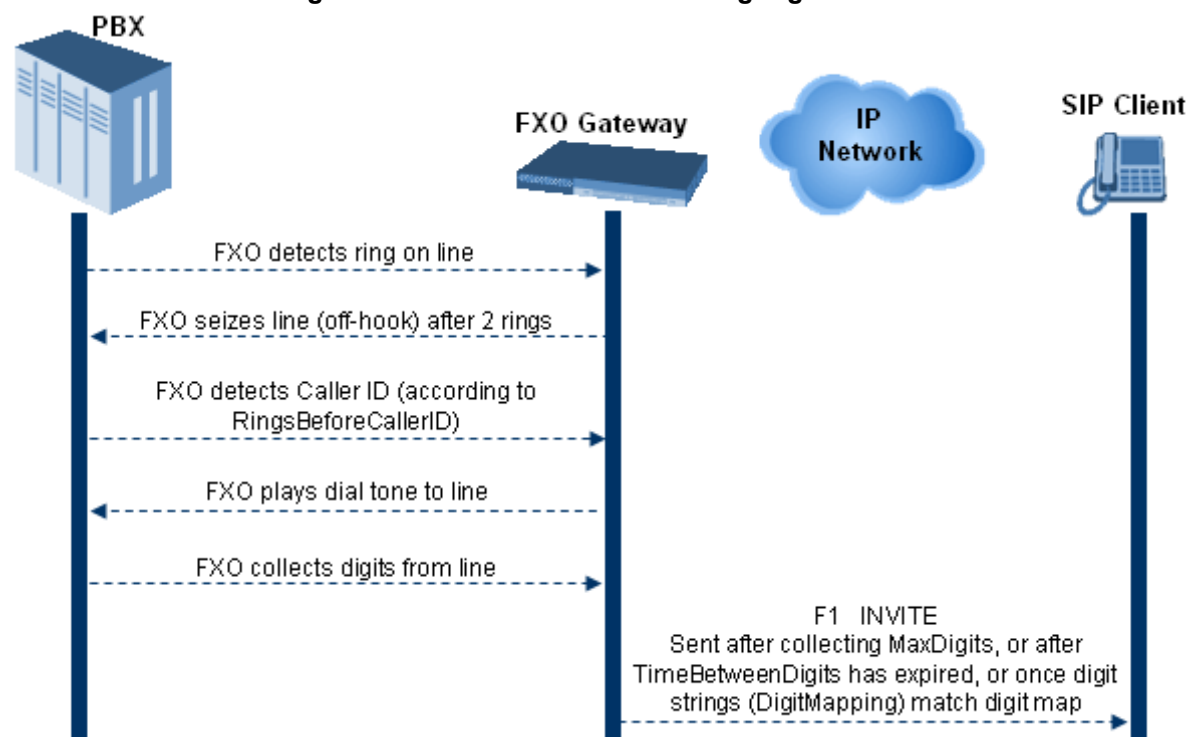 PBX
FXO Gateway
IP
Network
SIP Client
FXO detects ring on line
FXO seizes line (off-hook) after 2 rings
FXO detects Caller ID (according to
RingsBeforeCallerID)
FXO plays dial tone to line
FXO collects digits from line
F1 INVITE
Sent after collecting MaxDigits, or after
TimeBetweenDigits has expired, or once digit
strings (DigitMapping) match digit map